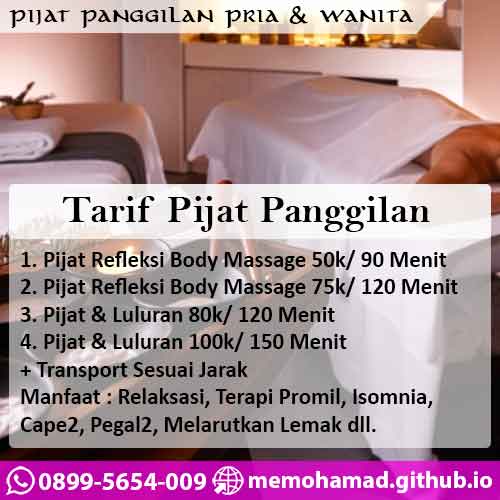 Pijat Panggilan Pria & Wanita
Tarif Pijat Panggilan
1. Pijat Refleksi Body Massage 50k/ 90 Menit
2. Pijat Refleksi Body Massage 75k/ 120 Menit
3. Pijat & Luluran 80k/ 120 Menit
4. Pijat & Luluran 100k/ 150 Menit
+ Transport Sesuai Jarak
Manfaat : Relaksasi, Terapi Promil, Isomnia,
Cape2, Pegal2, Melarutkan Lemak dll.
0899-5654-009 memohamad.github.io